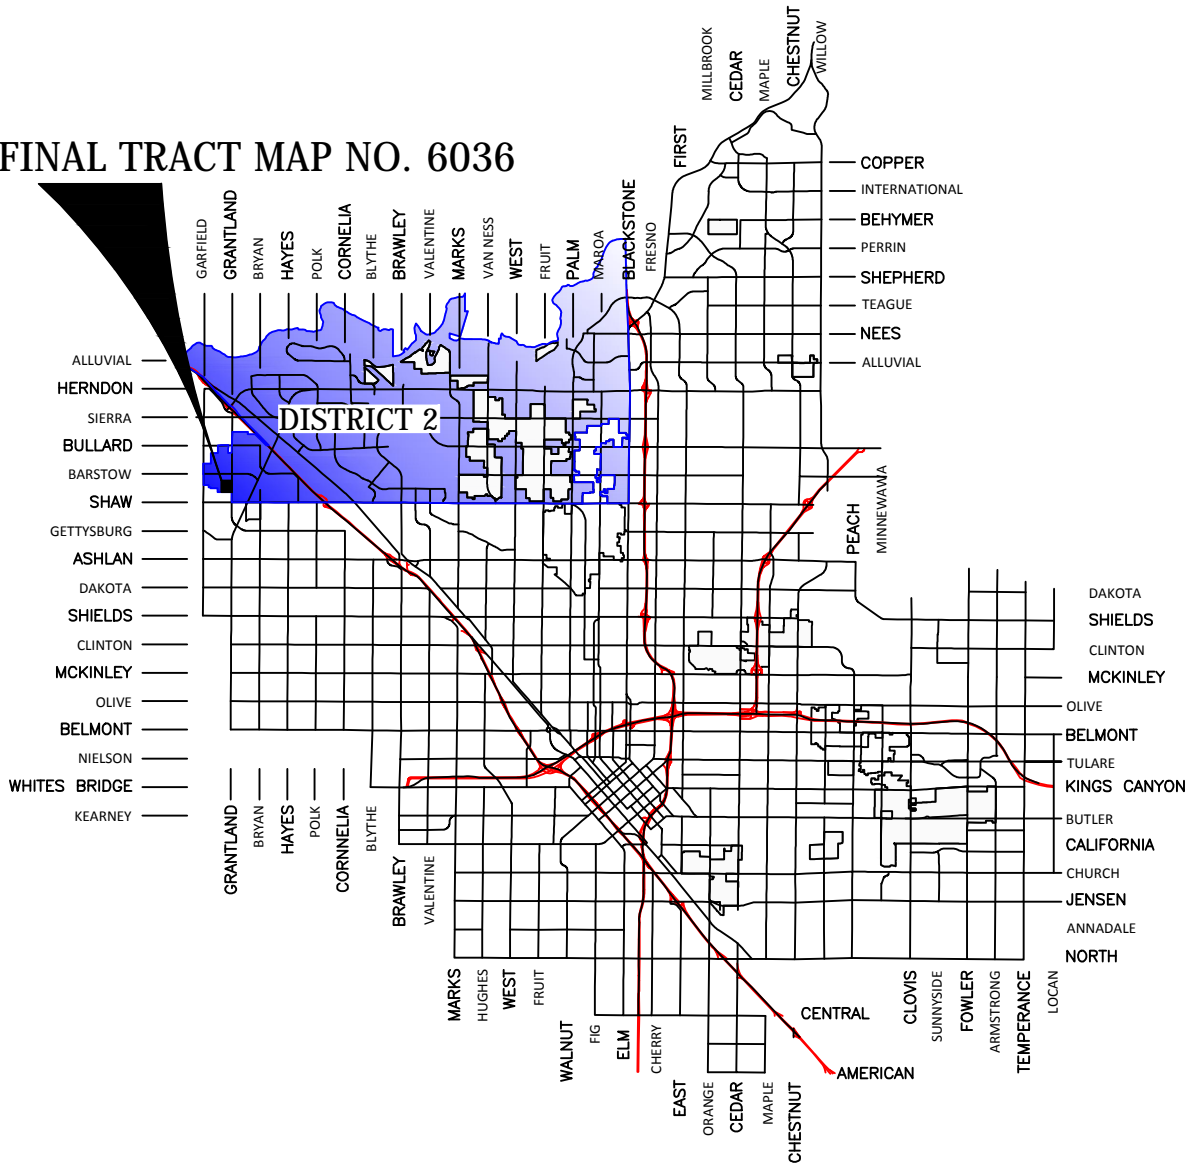 MILLBROOK
CEDAR
MAPLE
CHESTNUT
WILLOW
FINAL TRACT MAP NO. 6036
FIRST
COPPER
INTERNATIONAL
BEHYMER
PERRIN
SHEPHERD
TEAGUE
NEES
ALLUVIAL
GARFIELD
GRANTLAND
BRYAN
HAYES
POLK
CORNELIA
BLYTHE
BRAWLEY
VALENTINE
MARKS
VAN NESS
WEST
FRUIT
PALM
MAROA
BLACKSTONE
FRESNO
ALLUVIAL
HERNDON
SIERRA
BULLARD
BARSTOW
SHAW
GETTYSBURG
ASHLAN
DAKOTA
SHIELDS
CLINTON
MCKINLEY
OLIVE
BELMONT
NIELSON
WHITES BRIDGE
KEARNEY
DISTRICT 2
PEACH
MINNEWAWA
DAKOTA
SHIELDS
CLINTON
MCKINLEY
OLIVE
BELMONT
TULARE
KINGS CANYON
BUTLER
CALIFORNIA
CHURCH
JENSEN
ANNADALE
NORTH
GRANTLAND
BRYAN
HAYES
POLK
CORNNELIA
BLYTHE
BRAWLEY
VALENTINE
MARKS
HUGHES
WEST
FRUIT
WALNUT
FIG
ELM
CHERRY
EAST
ORANGE
CEDAR
MAPLE
CHESTNUT
CENTRAL
AMERICAN
CLOVIS
SUNNYSIDE
FOWLER
ARMSTRONG
TEMPERANCE
LOCAN